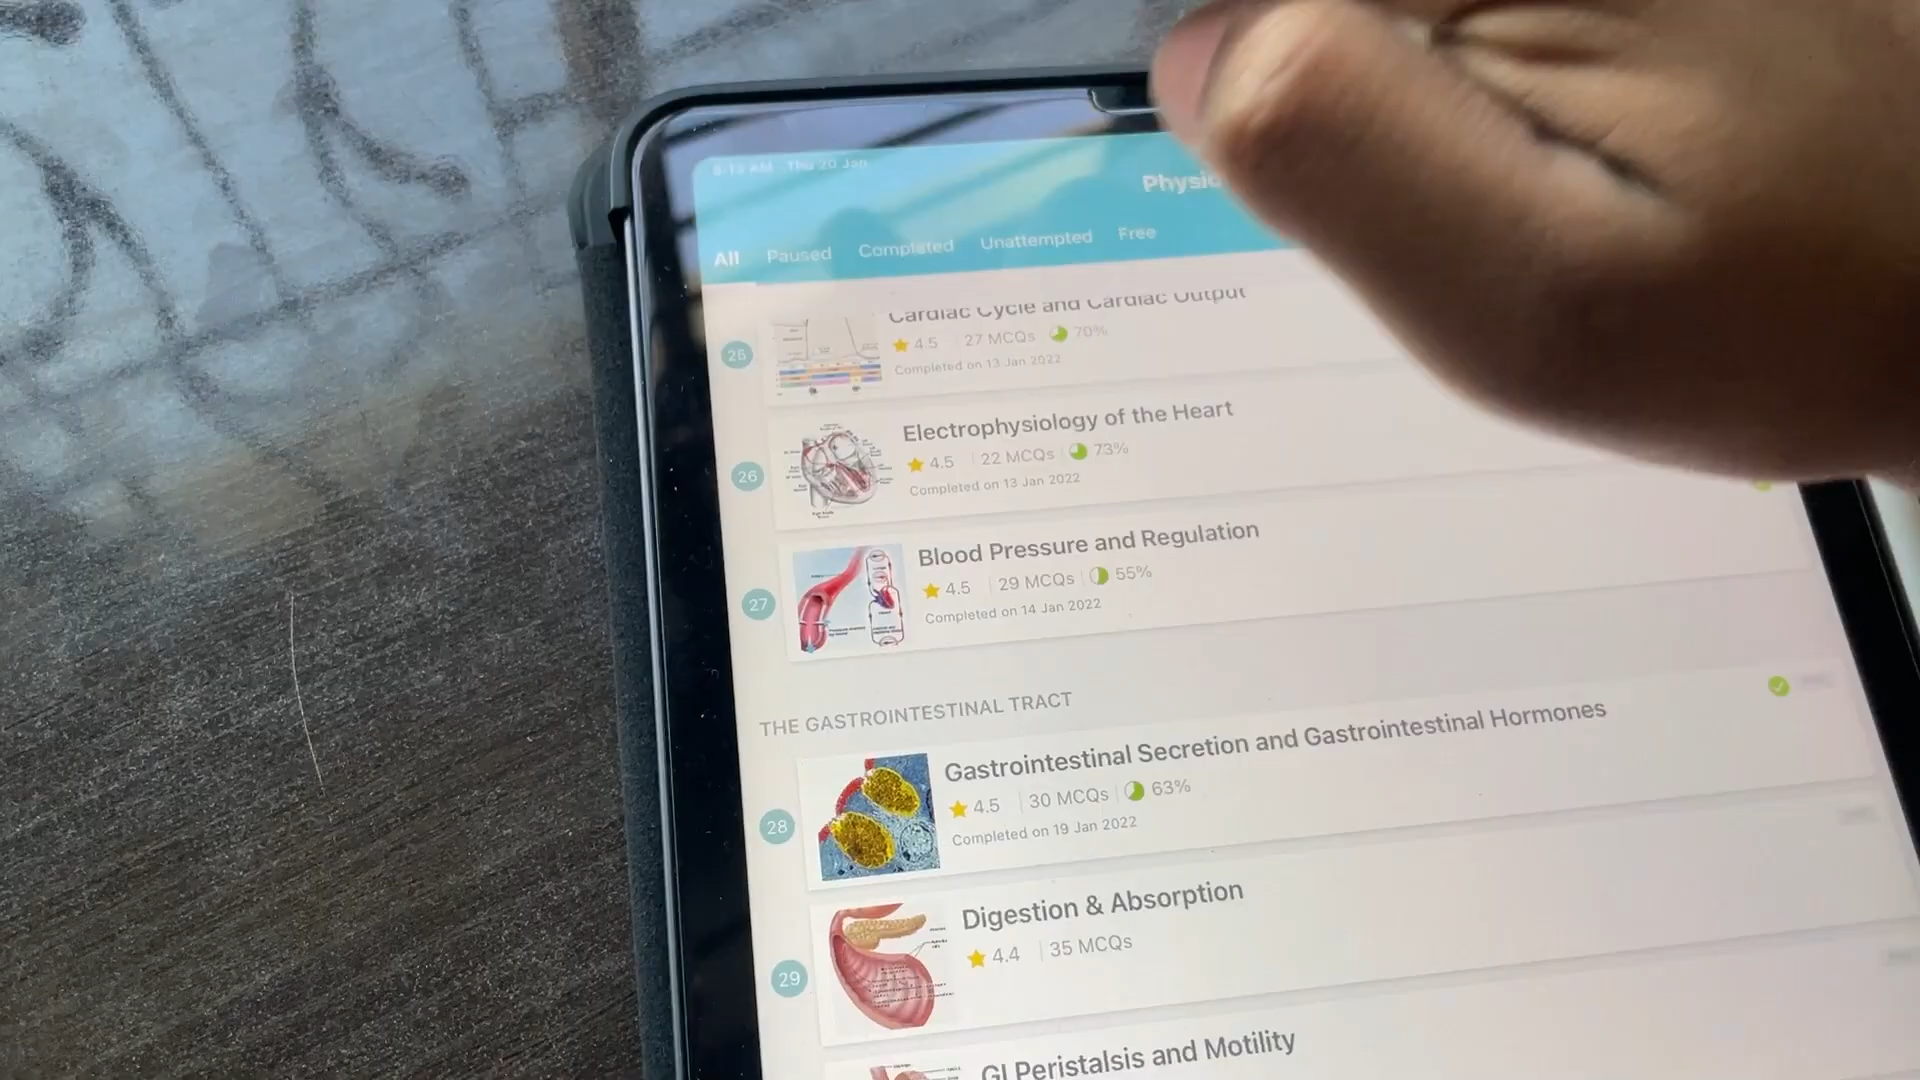 Thu 20 Jan
All Paused Completed Unattempted Free
Cardiac Cycle and Cardiac Output
25
4.5 27 MCQs 70%
Completed on 13 Jan 2022
Electrophysiology of the Heart
26
4.5 22 MCQs 73%
Completed on 13 Jan 2022
Blood Pressure and Regulation
27
4.5 29 MCQs 55%
Completed on 14 Jan 2022
THE GASTROINTESTINAL TRACT
Gastrointestinal Secretion and Gastrointestinal Hormones
28
4.5 30 MCQs 63%
Completed on 19 Jan 2022
Digestion & Absorption
29
4.4 35 MCQs
GI Peristalsis and Motility